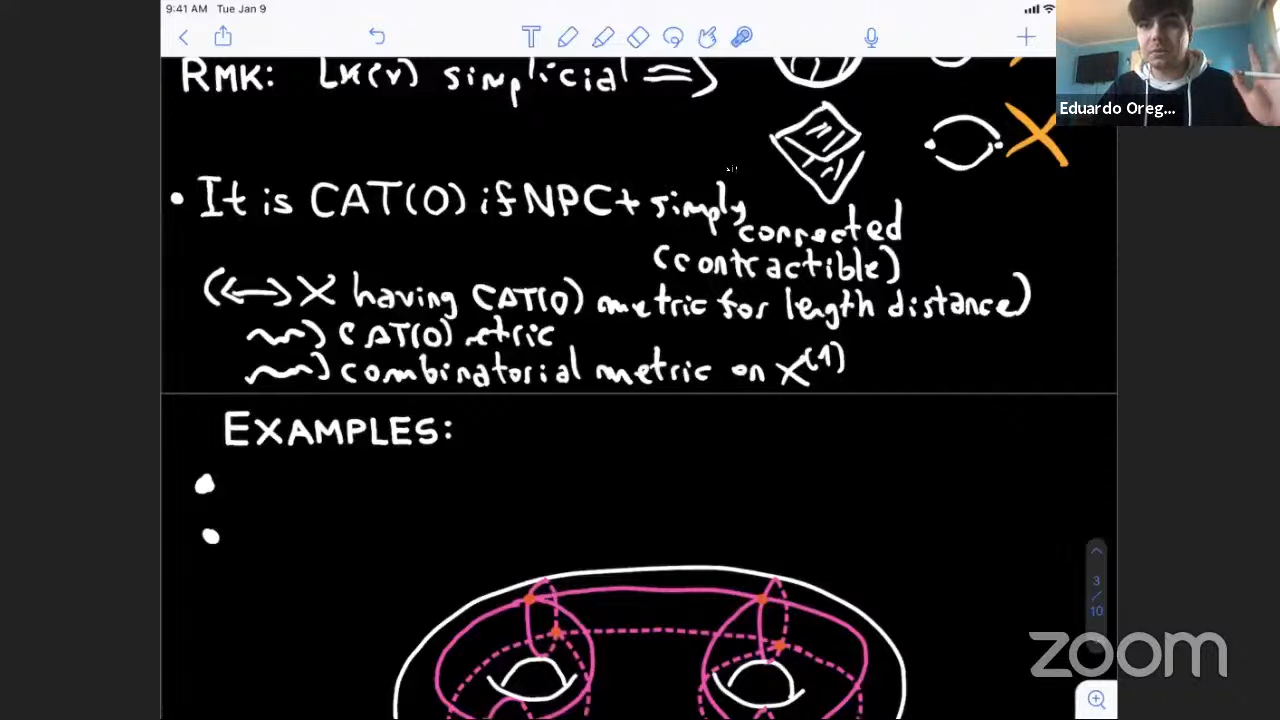 9:41 AM Tue Jan 9
RMK: Lk(v) simplicial =>
• It is CAT(0) if NPC + simply
connected
(contractible)
(<-> X having CAT(0) metric for length distance)
~~> CAT(0) etric
~~> combinatorial metric on X^(1)
EXAMPLES:
•
•
Eduardo Oreg...
3
/
10
zoom